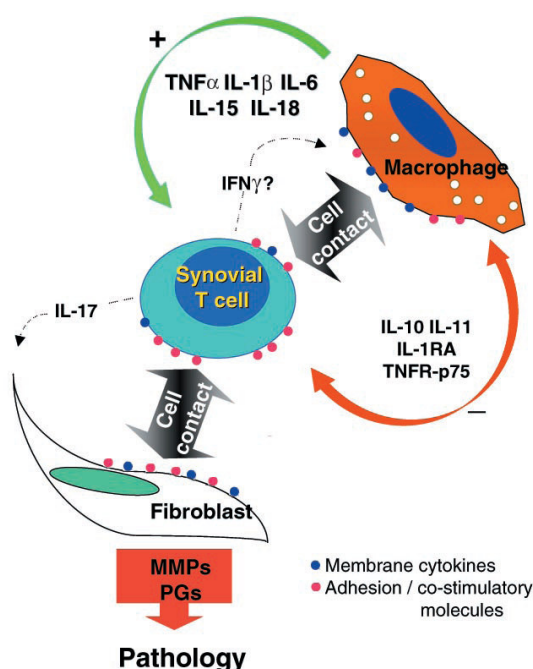 +
TNFα IL-1β IL-6
IL-15 IL-18
Macrophage
IFNγ?
Cell
contact
Synovial
T cell
IL-17
IL-10 IL-11
IL-1RA
TNFR-p75
–
Cell
contact
Fibroblast
MMPs
PGs
Membrane cytokines
Adhesion / co-stimulatory
molecules
Pathology